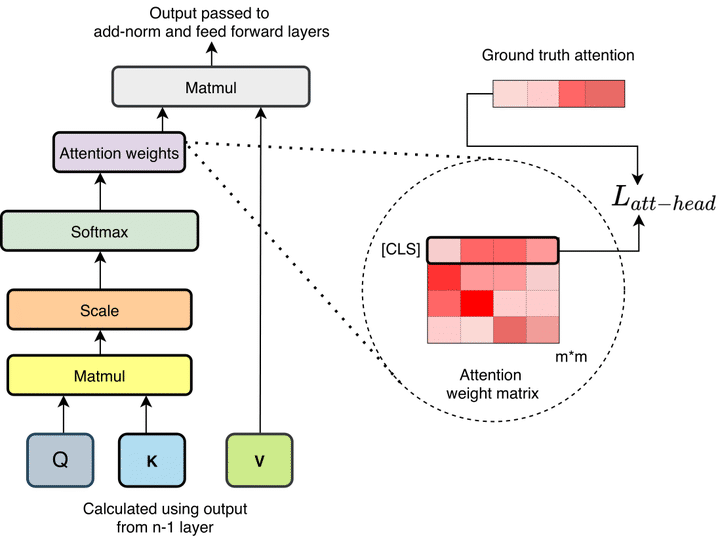 Output passed to
add-norm and feed forward layers
Matmul
Attention weights
Softmax
Scale
Matmul
Q
K
V
Calculated using output
from n-1 layer
Ground truth attention
L_{att-head}
[CLS]
m*m
Attention
weight matrix